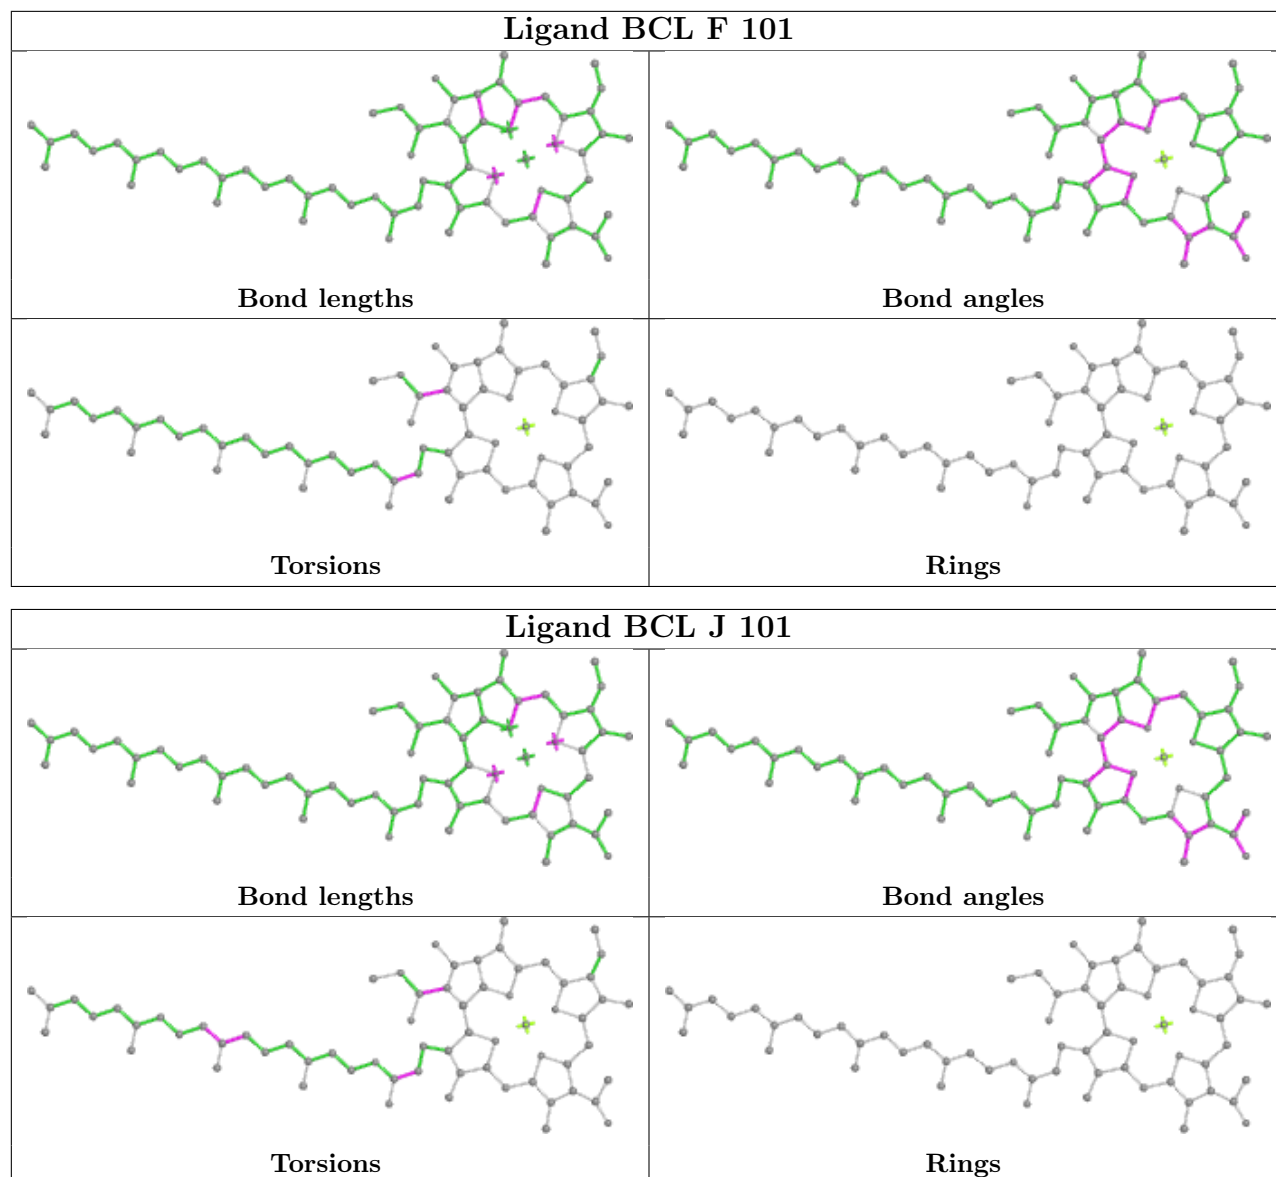 Ligand BCL F 101
Bond lengths
Bond angles
Torsions
Rings
Ligand BCL J 101
Bond lengths
Bond angles
Torsions
Rings